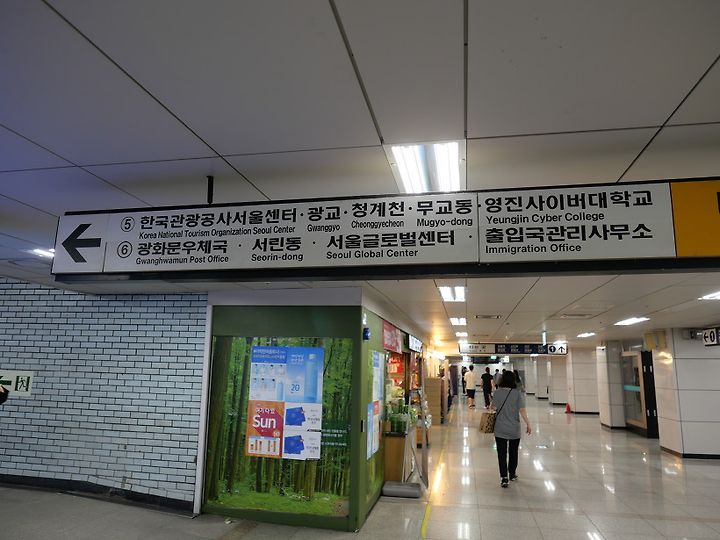 ⑤ 한국관광공사서울센터 · 광교 · 청계천 · 무교동 · 영진사이버대학교
Korea National Tourism Organization Seoul Center Gwanggyo Cheonggyecheon Mugyo-dong Yeungjin Cyber College
⑥ 광화문우체국 · 서린동 · 서울글로벌센터 · 출입국관리사무소
Gwanghwamun Post Office Seorin-dong Seoul Global Center Immigration Office
20
Sun